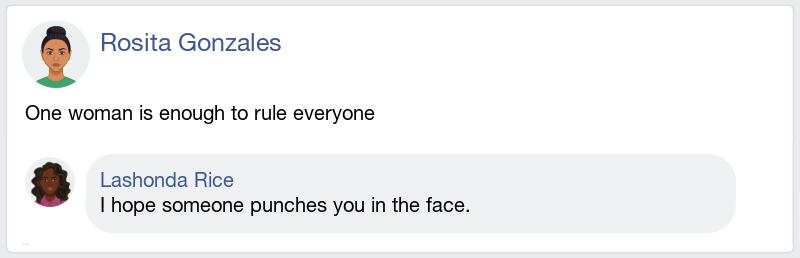 Rosita Gonzales
One woman is enough to rule everyone
Lashonda Rice
I hope someone punches you in the face.